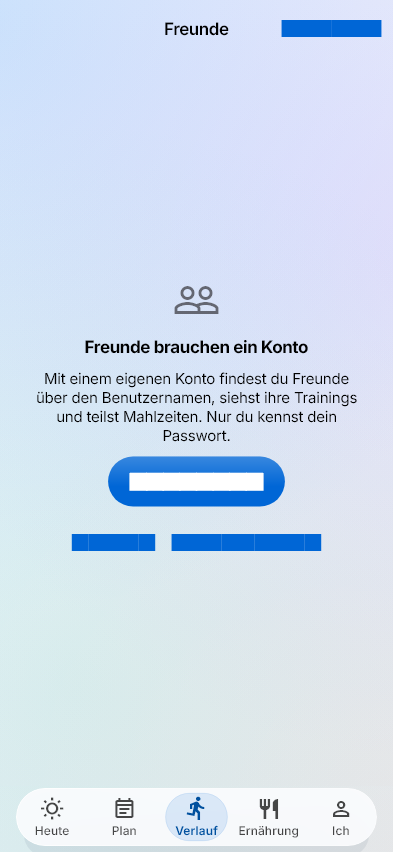 Freunde
Freunde brauchen ein Konto
Mit einem eigenen Konto findest du Freunde
über den Benutzernamen, siehst ihre Trainings
und teilst Mahlzeiten. Nur du kennst dein
Passwort.
Heute
Plan
Verlauf
Ernährung
Ich